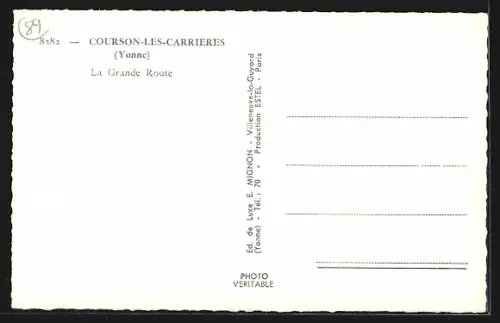 89
8282 — COURSON-LES-CARRIERES
(Yonne)
La Grande Route
Ed. de Luxe E. MIGNON - Villeneuve-la-Guyard
(Yonne) - Tél. : 70 - Production ESTEL - Paris
PHOTO
VERITABLE